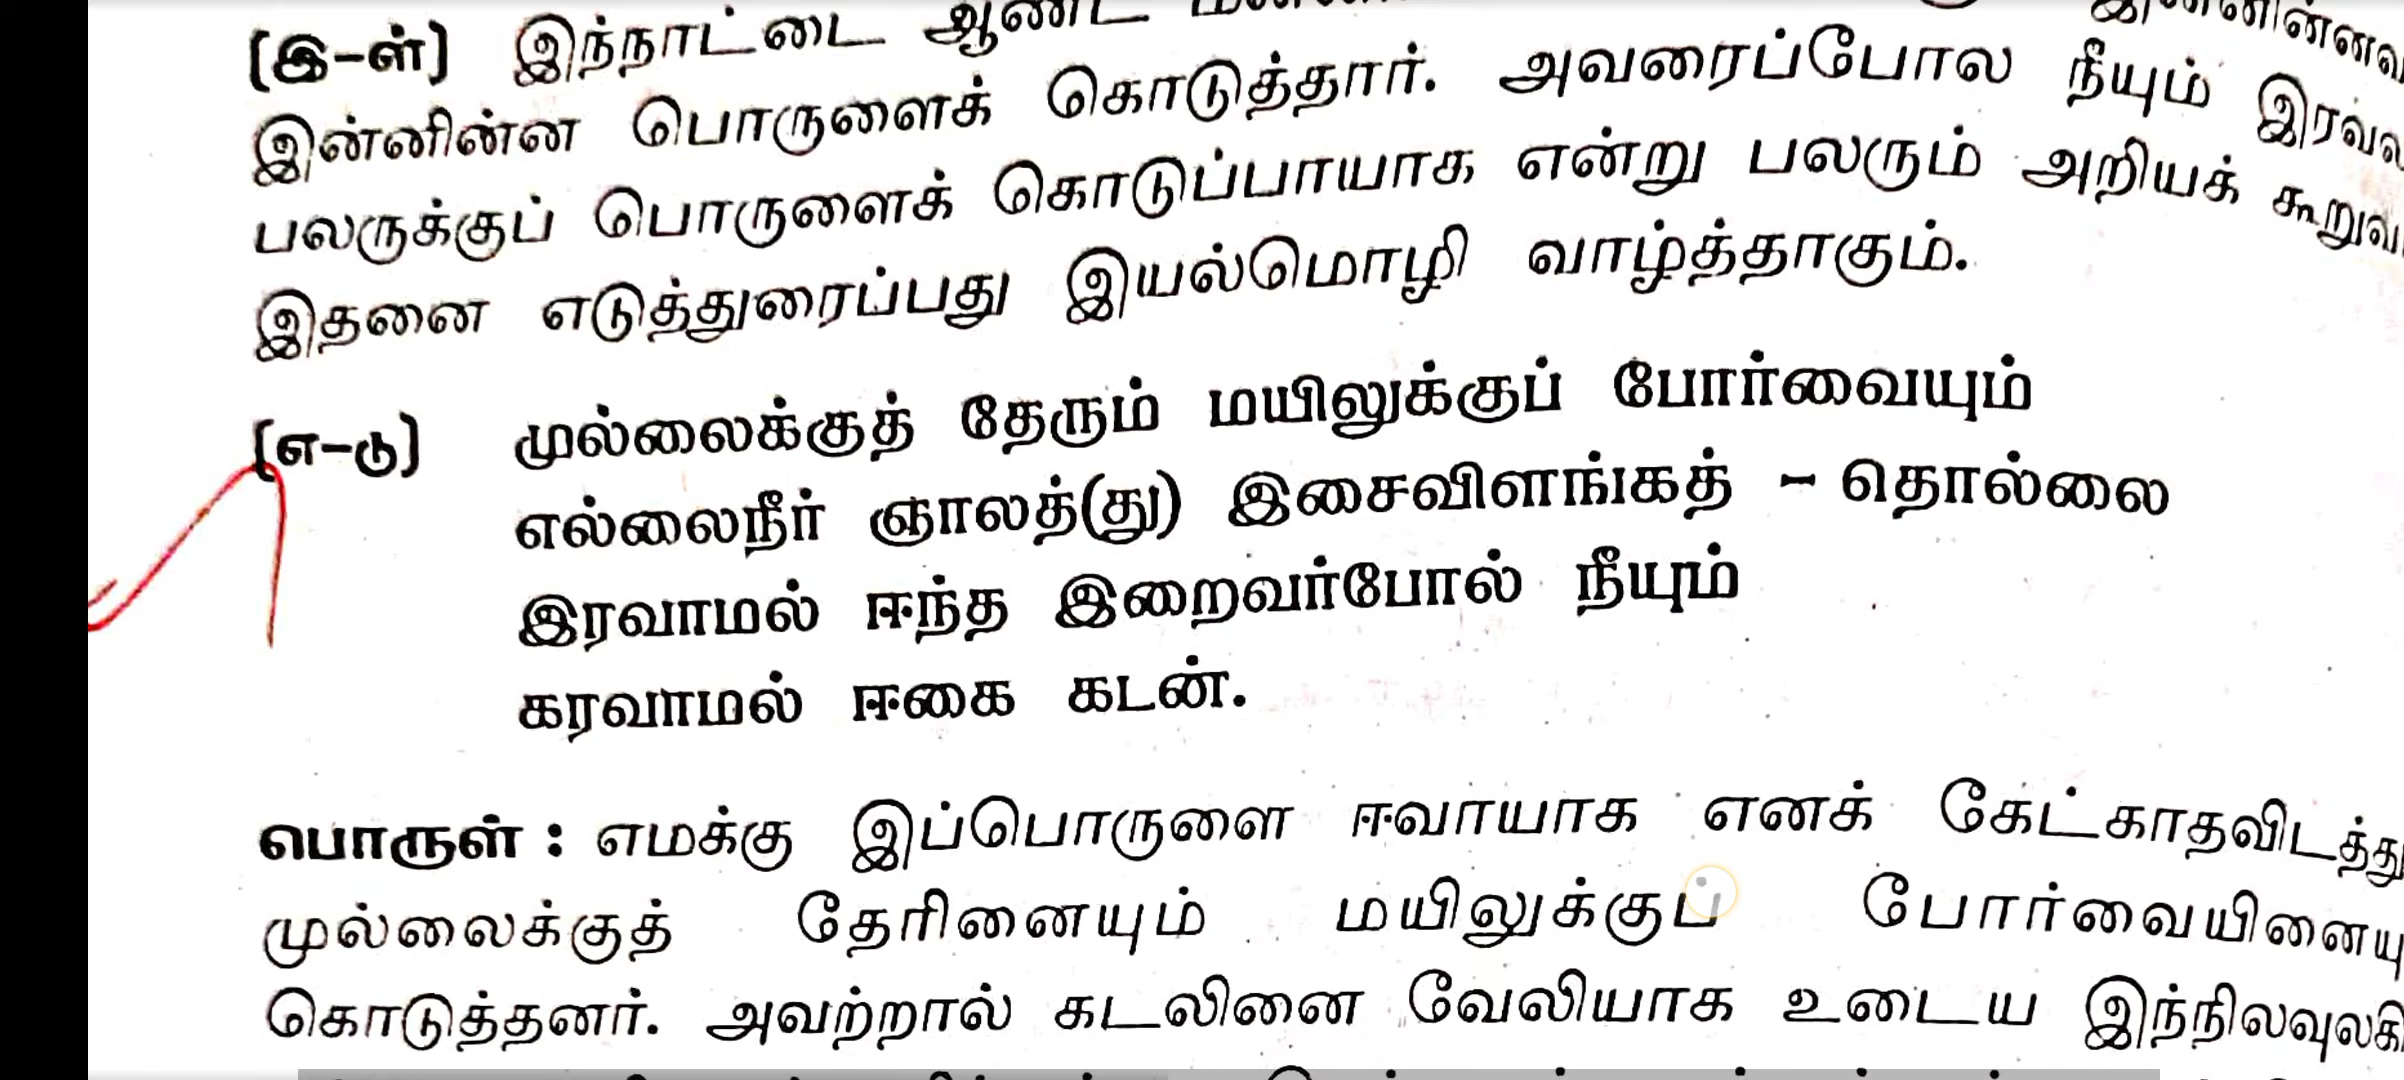 (இ-ள்) இந்நாட்டை ஆண்ட
இன்னின்ன பொருளைக் கொடுத்தார். அவரைப்போல நீயும்
பலருக்குப் பொருளைக் கொடுப்பாயாக என்று பலரும் அறியக்
இதனை எடுத்துரைப்பது இயல்மொழி வாழ்த்தாகும்.
(எ-டு) முல்லைக்குத் தேரும் மயிலுக்குப் போர்வையும்
எல்லைநீர் ஞாலத்(து) இசைவிளங்கத் - தொல்லை
இரவாமல் ஈந்த இறைவர்போல் நீயும்
கரவாமல் ஈகை கடன்.
பொருள் : எமக்கு இப்பொருளை ஈவாயாக எனக் கேட்காதவிடத்து
முல்லைக்குத் தேரினையும் மயிலுக்குப் போர்வையினையு
கொடுத்தனர். அவற்றால் கடலினை வேலியாக உடைய இந்நிலவுலகி